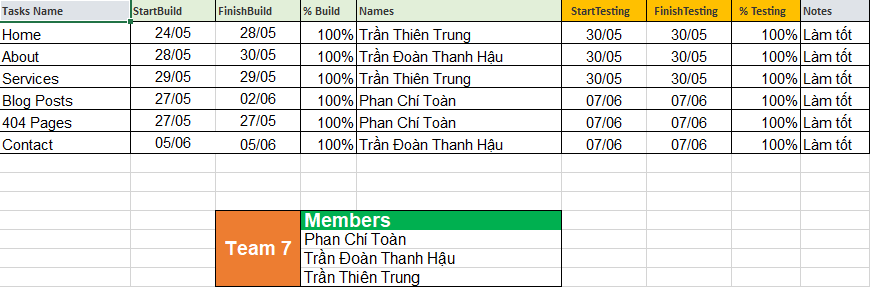 Tasks Name StartBuild FinishBuild % Build Names StartTesting FinishTesting % Testing Notes
Home 24/05 28/05 100% Trần Thiên Trung 30/05 30/05 100% Làm tốt
About 28/05 30/05 100% Trần Đoàn Thanh Hậu 30/05 30/05 100% Làm tốt
Services 29/05 29/05 100% Trần Thiên Trung 30/05 30/05 100% Làm tốt
Blog Posts 27/05 02/06 100% Phan Chí Toàn 07/06 07/06 100% Làm tốt
404 Pages 27/05 27/05 100% Phan Chí Toàn 07/06 07/06 100% Làm tốt
Contact 05/06 05/06 100% Trần Đoàn Thanh Hậu 07/06 07/06 100% Làm tốt
Team 7
Members
Phan Chí Toàn
Trần Đoàn Thanh Hậu
Trần Thiên Trung